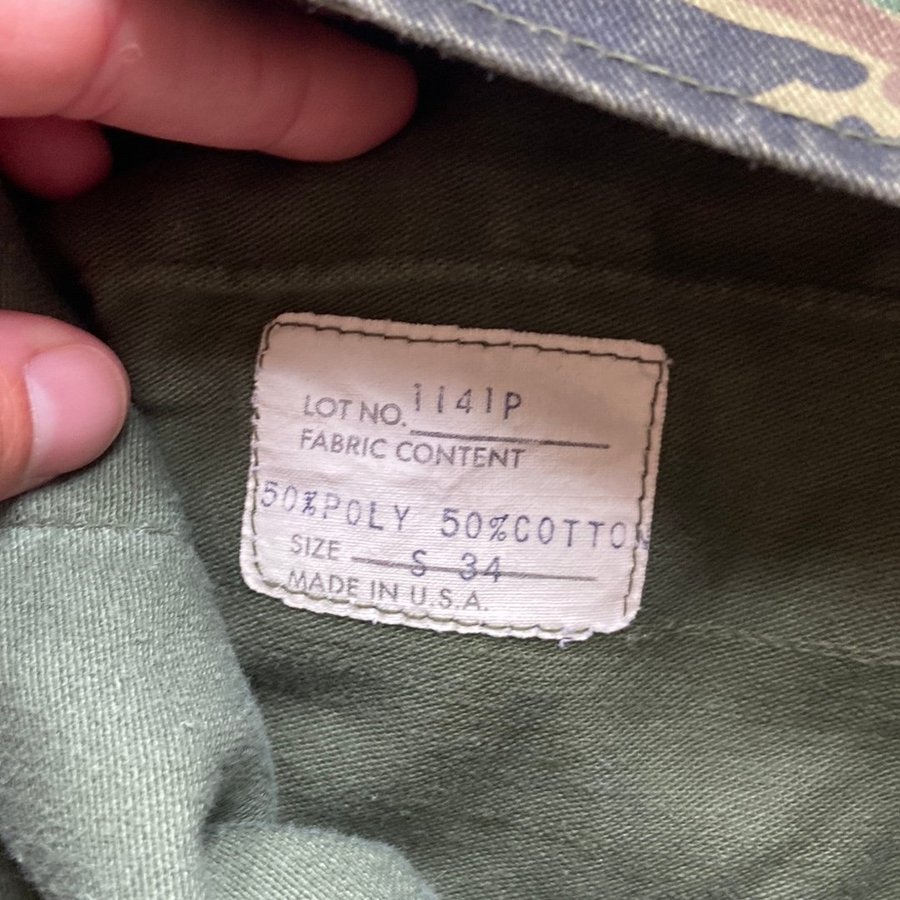 LOT NO. 1141P
FABRIC CONTENT
50%POLY 50%COTTON
SIZE S 34
MADE IN U.S.A.